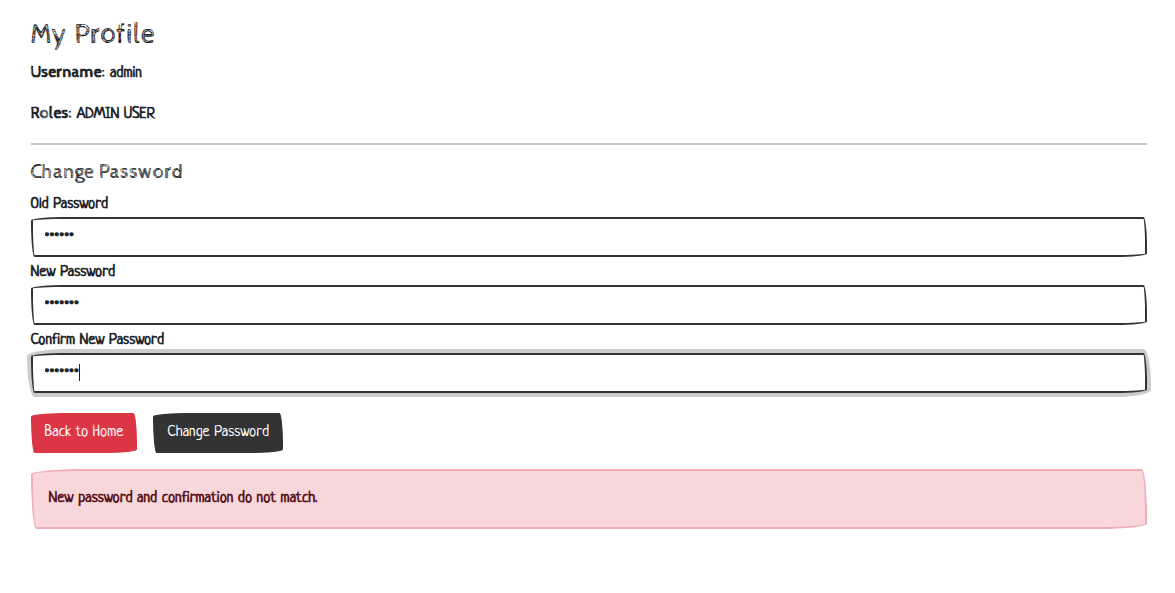 My Profile
Username: admin
Roles: ADMIN USER
Change Password
Old Password
••••••
New Password
•••••••
Confirm New Password
•••••••
Back to Home
Change Password
New password and confirmation do not match.